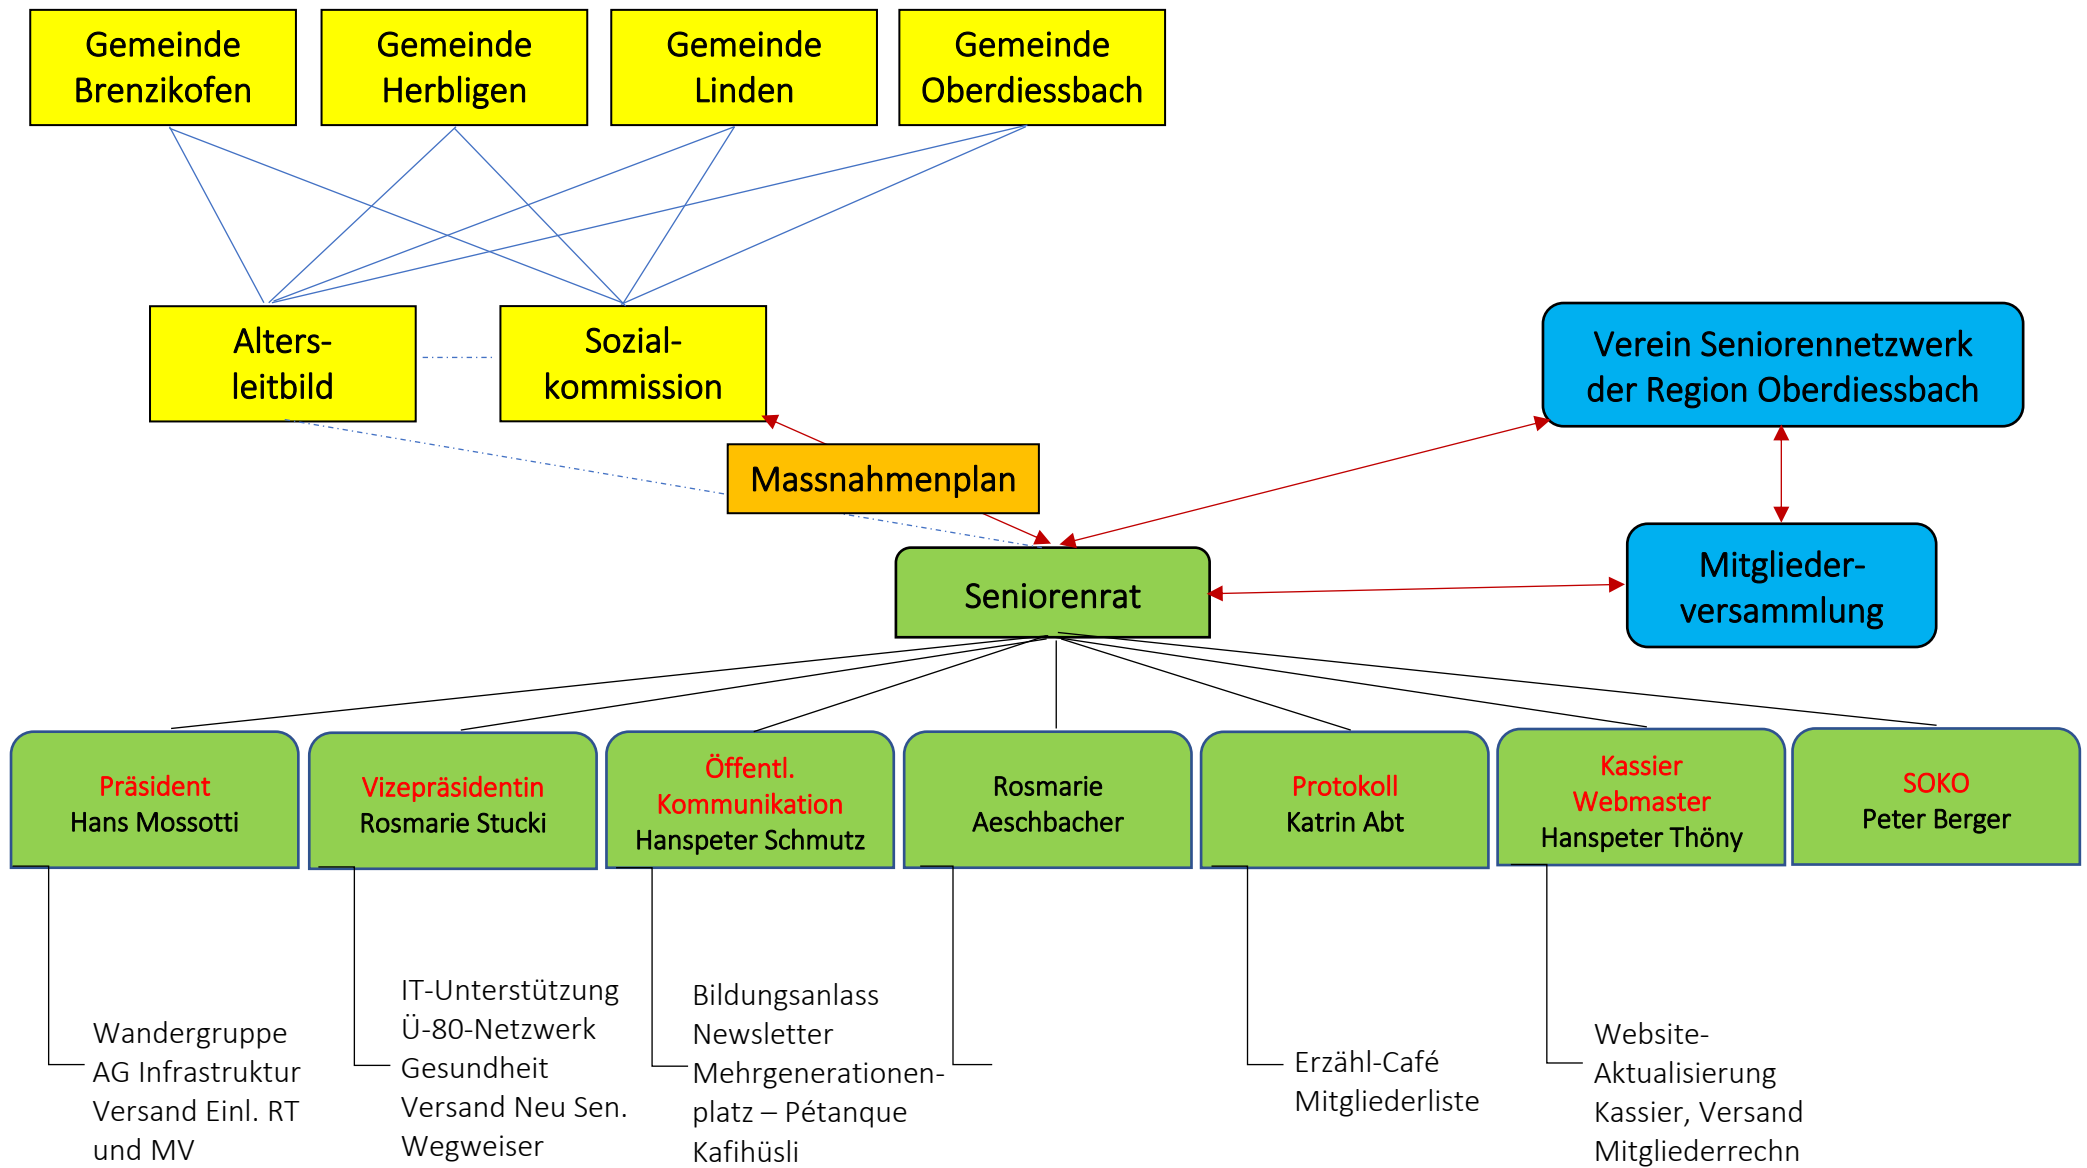 Gemeinde
Brenzikofen
Gemeinde
Herbligen
Gemeinde
Linden
Gemeinde
Oberdiessbach
Alters-
leitbild
Sozial-
kommission
Verein Seniorennetzwerk
der Region Oberdiessbach
Massnahmenplan
Seniorenrat
Mitglieder-
versammlung
Präsident
Hans Mossotti
Vizepräsidentin
Rosmarie Stucki
Öffentl.
Kommunikation
Hanspeter Schmutz
Rosmarie
Aeschbacher
Protokoll
Katrin Abt
Kassier
Webmaster
Hanspeter Thöny
SOKO
Peter Berger
Wandergruppe
AG Infrastruktur
Versand Einl. RT
und MV
IT-Unterstützung
Ü-80-Netzwerk
Gesundheit
Versand Neu Sen.
Wegweiser
Bildungsanlass
Newsletter
Mehrgenerationen-
platz – Pétanque
Kafihüsli
Erzähl-Café
Mitgliederliste
Website-
Aktualisierung
Kassier, Versand
Mitgliederrechn